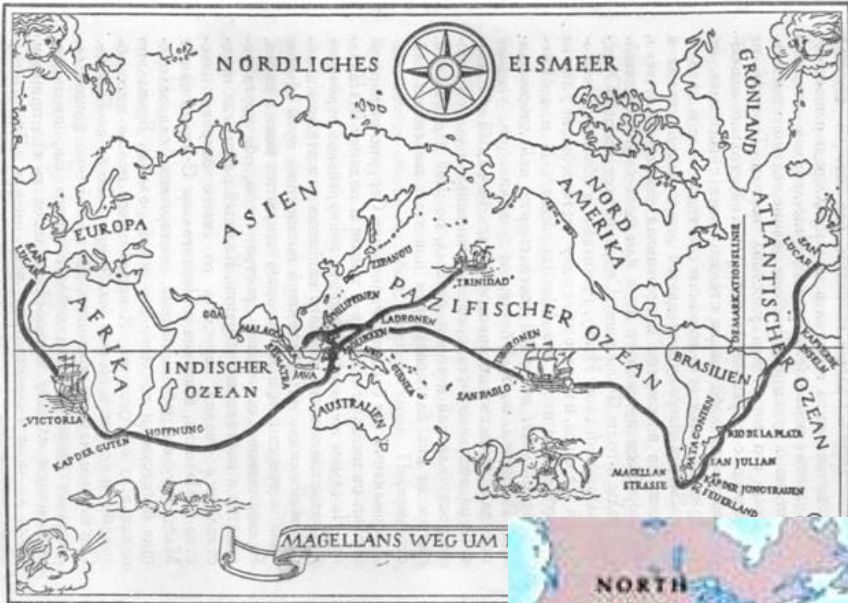 NÖRDLICHES EISMEER
GRÖNLAND
EUROPA
ASIEN
NORD
AMERIKA
ATLANTISCHER OZEAN
SAN
LUCAR
SAN
LUCAR
DEMARKATIONSLINIE
AFRIKA
ZIPANGU
"TRINIDAD"
PAZIFISCHER OZEAN
PHILIPPINEN
LADRONEN
GOA
MALACCA
SUMATRA
MOLUKKEN
NEU
GUINEA
JAVA
INDISCHER
OZEAN
TIBURONEN
SAN PABLO
BRASILIEN
KAPVERDE
INSELN
AUSTRALIEN
"VICTORIA"
KAP DER GUTEN HOFFNUNG
PATAGONIEN
RIO DE LA PLATA
SAN JULIAN
MAGELLAN
STRASSE
KAP DER JUNGFRAUEN
FEUERLAND
MAGELLANS WEG UM
NORTH